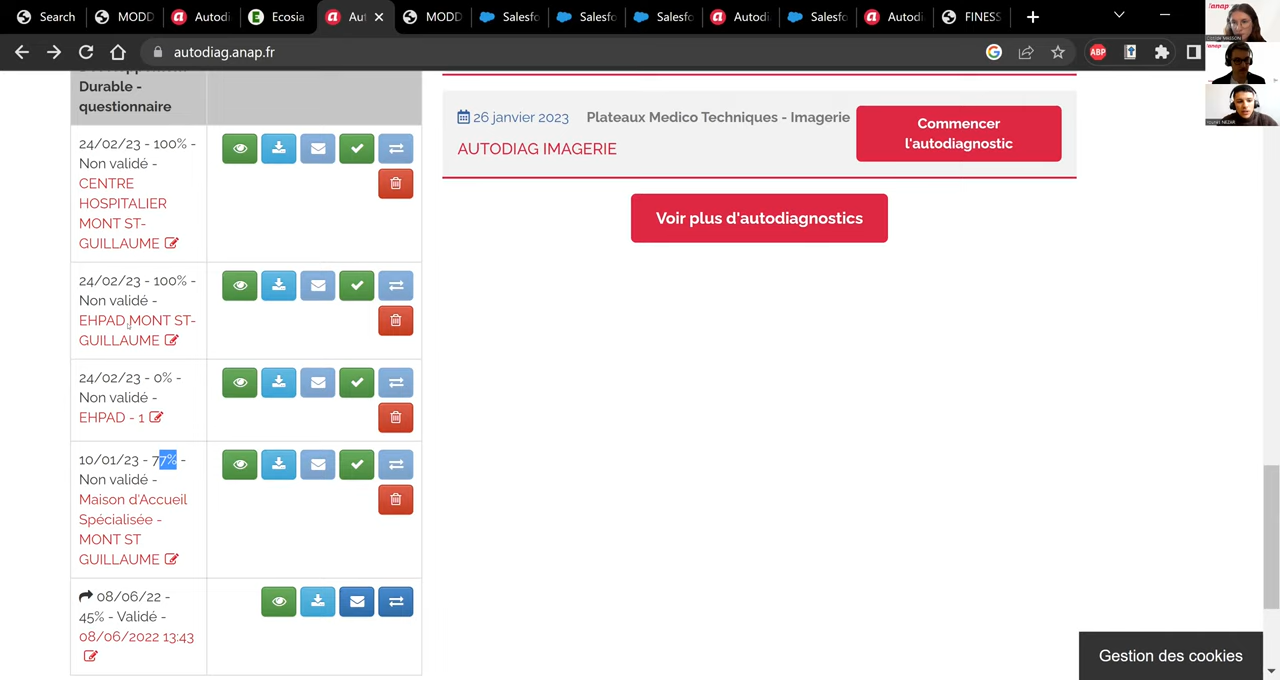 Search
MODD
Autodi
Ecosia
Aut
MODD
Salesfo
Salesfo
Salesfo
Autodi
Salesfo
Autodi
FINESS
autodiag.anap.fr
ABP
Durable -
questionnaire
24/02/23 - 100% -
Non validé -
CENTRE
HOSPITALIER
MONT ST-
GUILLAUME
24/02/23 - 100% -
Non validé -
EHPAD MONT ST-
GUILLAUME
24/02/23 - 0% -
Non validé -
EHPAD - 1
10/01/23 - 77% -
Non validé -
Maison d'Accueil
Spécialisée -
MONT ST
GUILLAUME
08/06/22 -
45% - Validé -
08/06/2022 13:43
26 janvier 2023 Plateaux Medico Techniques - Imagerie
AUTODIAG IMAGERIE
Commencer
l'autodiagnostic
Voir plus d'autodiagnostics
Gestion des cookies